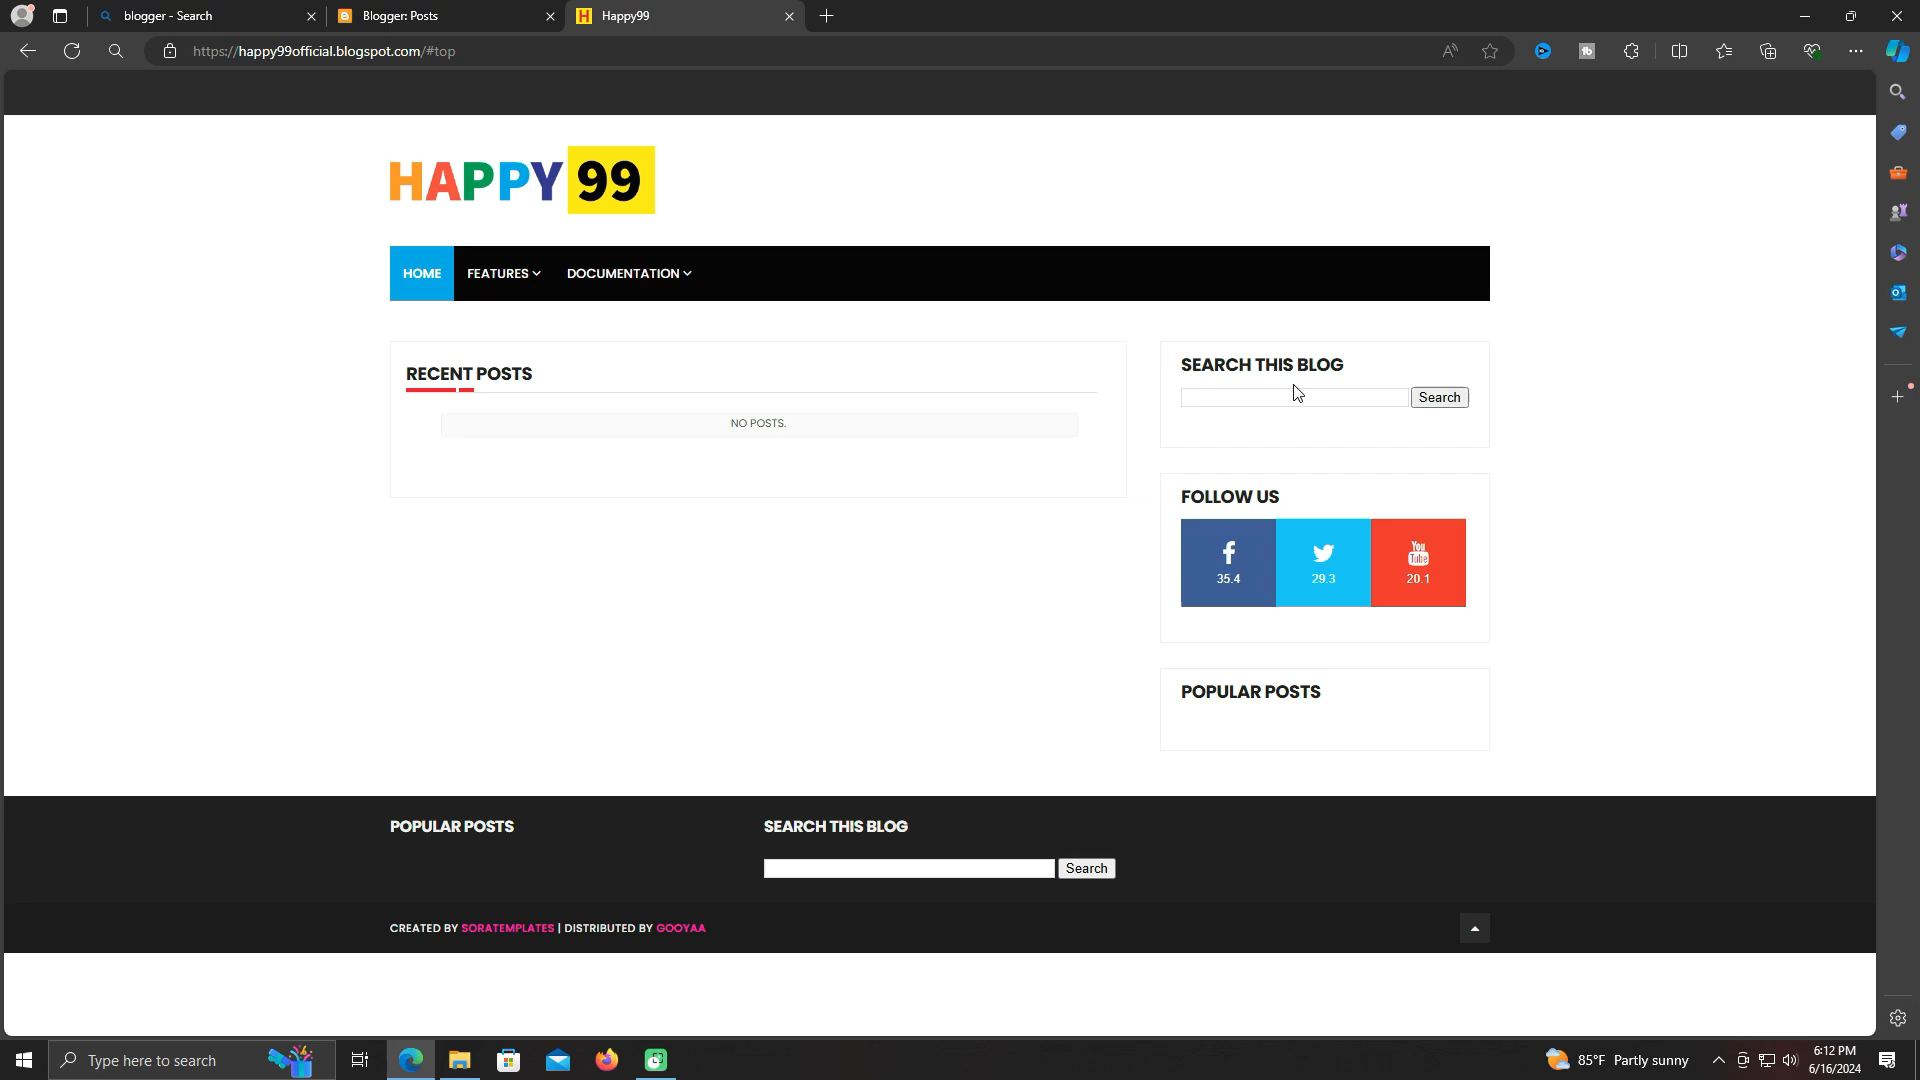 blogger - Search
Blogger: Posts
Happy99
https://happy99official.blogspot.com/#top
HAPPY 99
HOME
FEATURES
DOCUMENTATION
RECENT POSTS
NO POSTS.
SEARCH THIS BLOG
Search
FOLLOW US
You
Tube
35.4
29.3
20.1
POPULAR POSTS
POPULAR POSTS
SEARCH THIS BLOG
Search
CREATED BY SORATEMPLATES | DISTRIBUTED BY GOOYAA
Type here to search
85°F Partly sunny
6:12 PM
6/16/2024